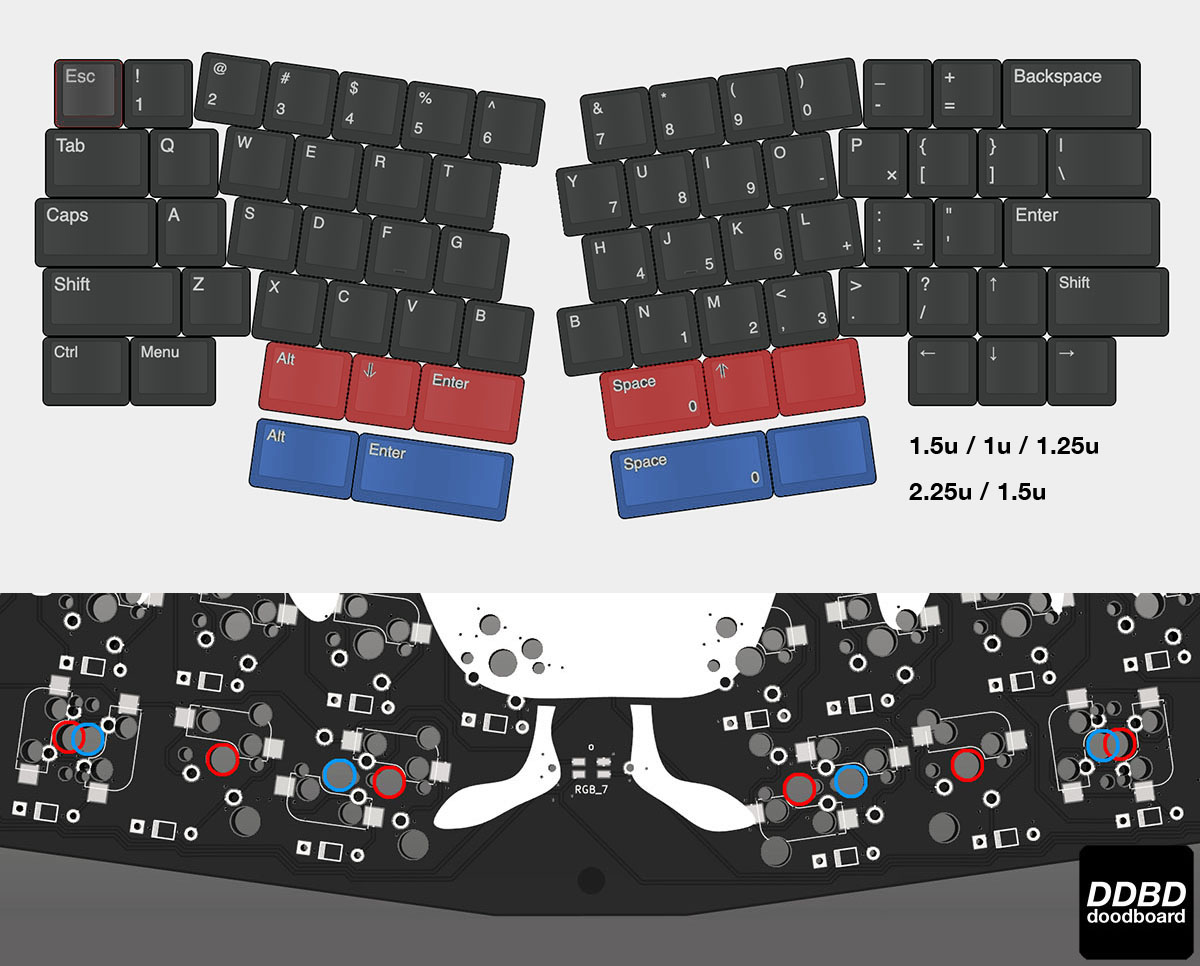 Esc ! 1 @ 2 # 3 $ 4 % 5 ^ 6 & 7 * 8 ( 9 ) 0 _ - + = Backspace
Tab Q W E R T Y 7 U 8 I 9 O - P × { [ } ] | \
Caps A S D F _ G H 4 J _ 5 K 6 L + : ; ÷ " ' Enter
Shift Z X C V B B N 1 M 2 < , 3 > . ? / ↑ Shift
Ctrl Menu Alt ⇓ Enter Space 0 ⇑ ← ↓ →
Alt Enter Space 0
1.5u / 1u / 1.25u
2.25u / 1.5u
0
RGB_7
DDBD
doodboard